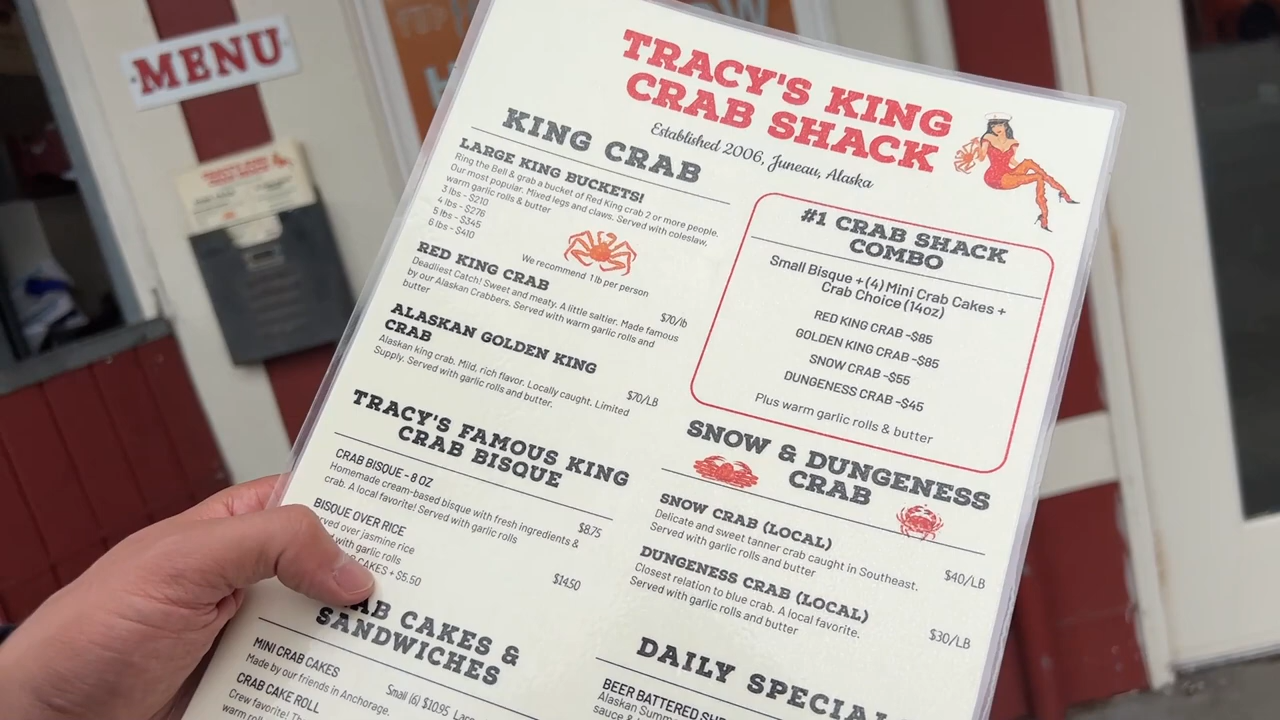 MENU
TRACY'S KING
CRAB SHACK
Established 2006, Juneau, Alaska
KING CRAB
LARGE KING BUCKETS!
Ring the Bell & grab a bucket of Red King crab 2 or more people.
Our most popular. Mixed legs and claws. Served with coleslaw,
warm garlic rolls & butter
3 lbs - $210
4 lbs - $276
5 lbs - $345
6 lbs - $410
We recommend 1 lb per person
RED KING CRAB
$70/lb
Deadliest Catch! Sweet and meaty. A little saltier. Made famous
by our Alaskan Crabbers. Served with warm garlic rolls and
butter
ALASKAN GOLDEN KING
CRAB
$70/LB
Alaskan king crab. Mild, rich flavor. Locally caught. Limited
Supply. Served with garlic rolls and butter.
TRACY'S FAMOUS KING
CRAB BISQUE
CRAB BISQUE - 8 OZ
$8.75
Homemade cream-based bisque with fresh ingredients &
crab. A local favorite! Served with garlic rolls
BISQUE OVER RICE
$14.50
over jasmine rice
with garlic rolls
CAKES + $5.50
CAKES &
SANDWICHES
MINI CRAB CAKES
Small (6) $10.95
Made by our friends in Anchorage.
CRAB CAKE ROLL
Crew favorite!
warm
#1 CRAB SHACK
COMBO
Small Bisque + (4) Mini Crab Cakes +
Crab Choice (14oz)
RED KING CRAB -$85
GOLDEN KING CRAB -$85
SNOW CRAB -$55
DUNGENESS CRAB -$45
Plus warm garlic rolls & butter
SNOW & DUNGENESS
CRAB
SNOW CRAB (LOCAL)
$40/LB
Delicate and sweet tanner crab caught in Southeast.
Served with garlic rolls and butter
DUNGENESS CRAB (LOCAL)
$30/LB
Closest relation to blue crab. A local favorite.
Served with garlic rolls and butter
DAILY SPECIAL
BEER BATTERED
Alaskan
sauce &